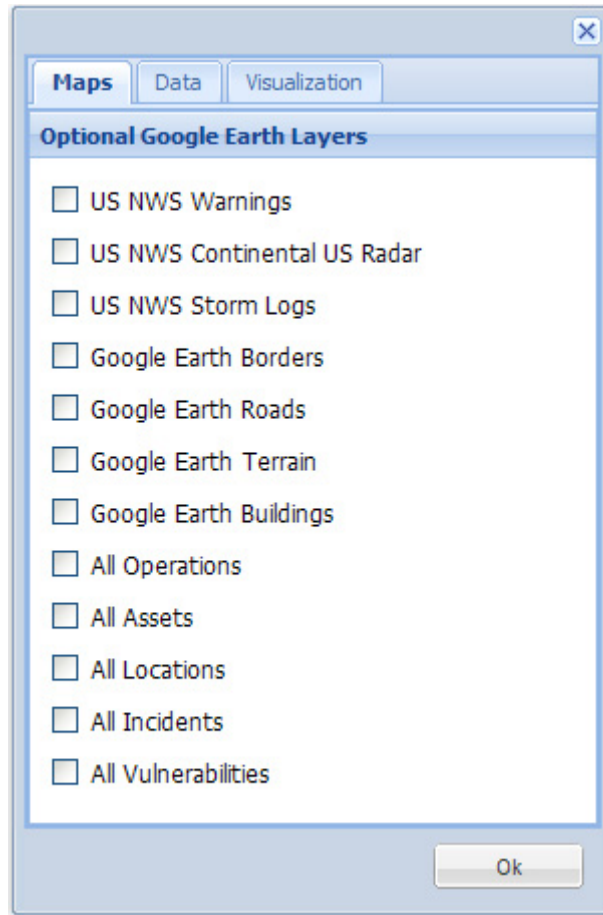 Maps Data Visualization
Optional Google Earth Layers
US NWS Warnings
US NWS Continental US Radar
US NWS Storm Logs
Google Earth Borders
Google Earth Roads
Google Earth Terrain
Google Earth Buildings
All Operations
All Assets
All Locations
All Incidents
All Vulnerabilities
Ok